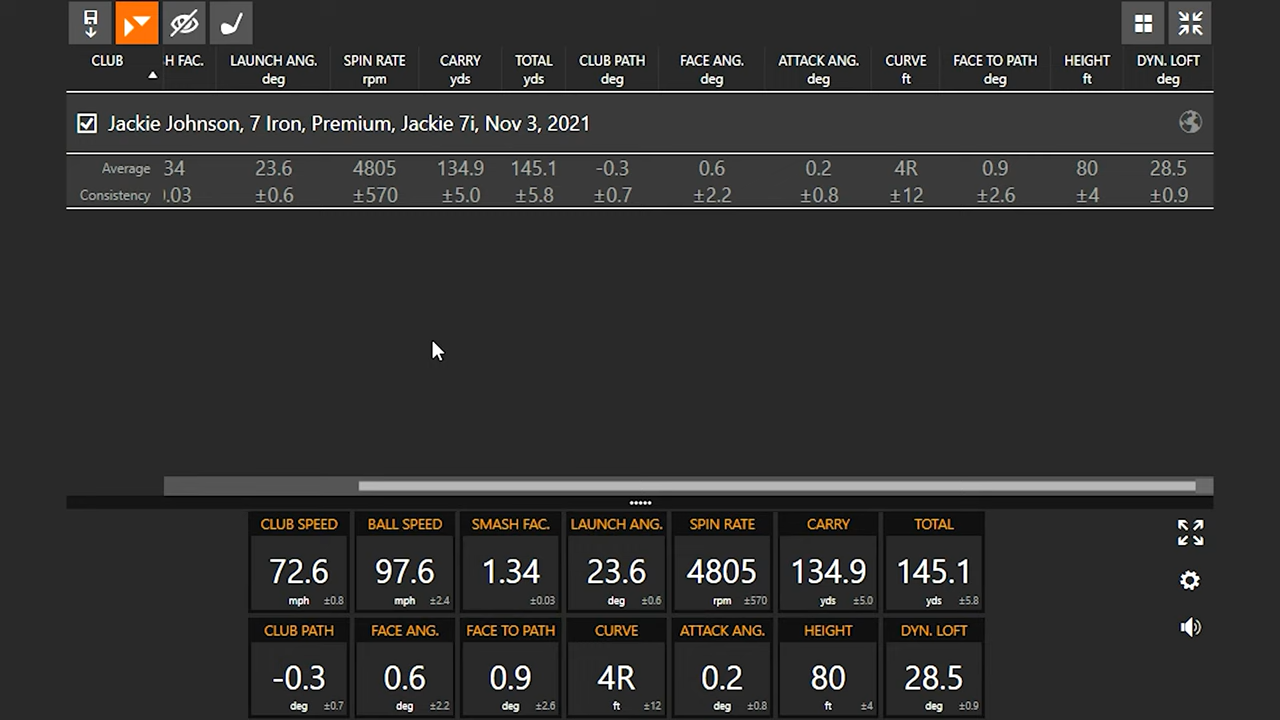 CLUB H FAC. LAUNCH ANG. SPIN RATE CARRY TOTAL CLUB PATH FACE ANG. ATTACK ANG. CURVE FACE TO PATH HEIGHT DYN. LOFT
deg rpm yds yds deg deg deg ft deg ft deg
Jackie Johnson, 7 Iron, Premium, Jackie 7i, Nov 3, 2021
Average 34 23.6 4805 134.9 145.1 -0.3 0.6 0.2 4R 0.9 80 28.5
Consistency .03 ±0.6 ±570 ±5.0 ±5.8 ±0.7 ±2.2 ±0.8 ±12 ±2.6 ±4 ±0.9
CLUB SPEED BALL SPEED SMASH FAC. LAUNCH ANG. SPIN RATE CARRY TOTAL
72.6 97.6 1.34 23.6 4805 134.9 145.1
mph ±0.8 mph ±2.4 ±0.03 deg ±0.6 rpm ±570 yds ±5.0 yds ±5.8
CLUB PATH FACE ANG. FACE TO PATH CURVE ATTACK ANG. HEIGHT DYN. LOFT
-0.3 0.6 0.9 4R 0.2 80 28.5
deg ±0.7 deg ±2.2 deg ±2.6 ft ±12 deg ±0.8 ft ±4 deg ±0.9